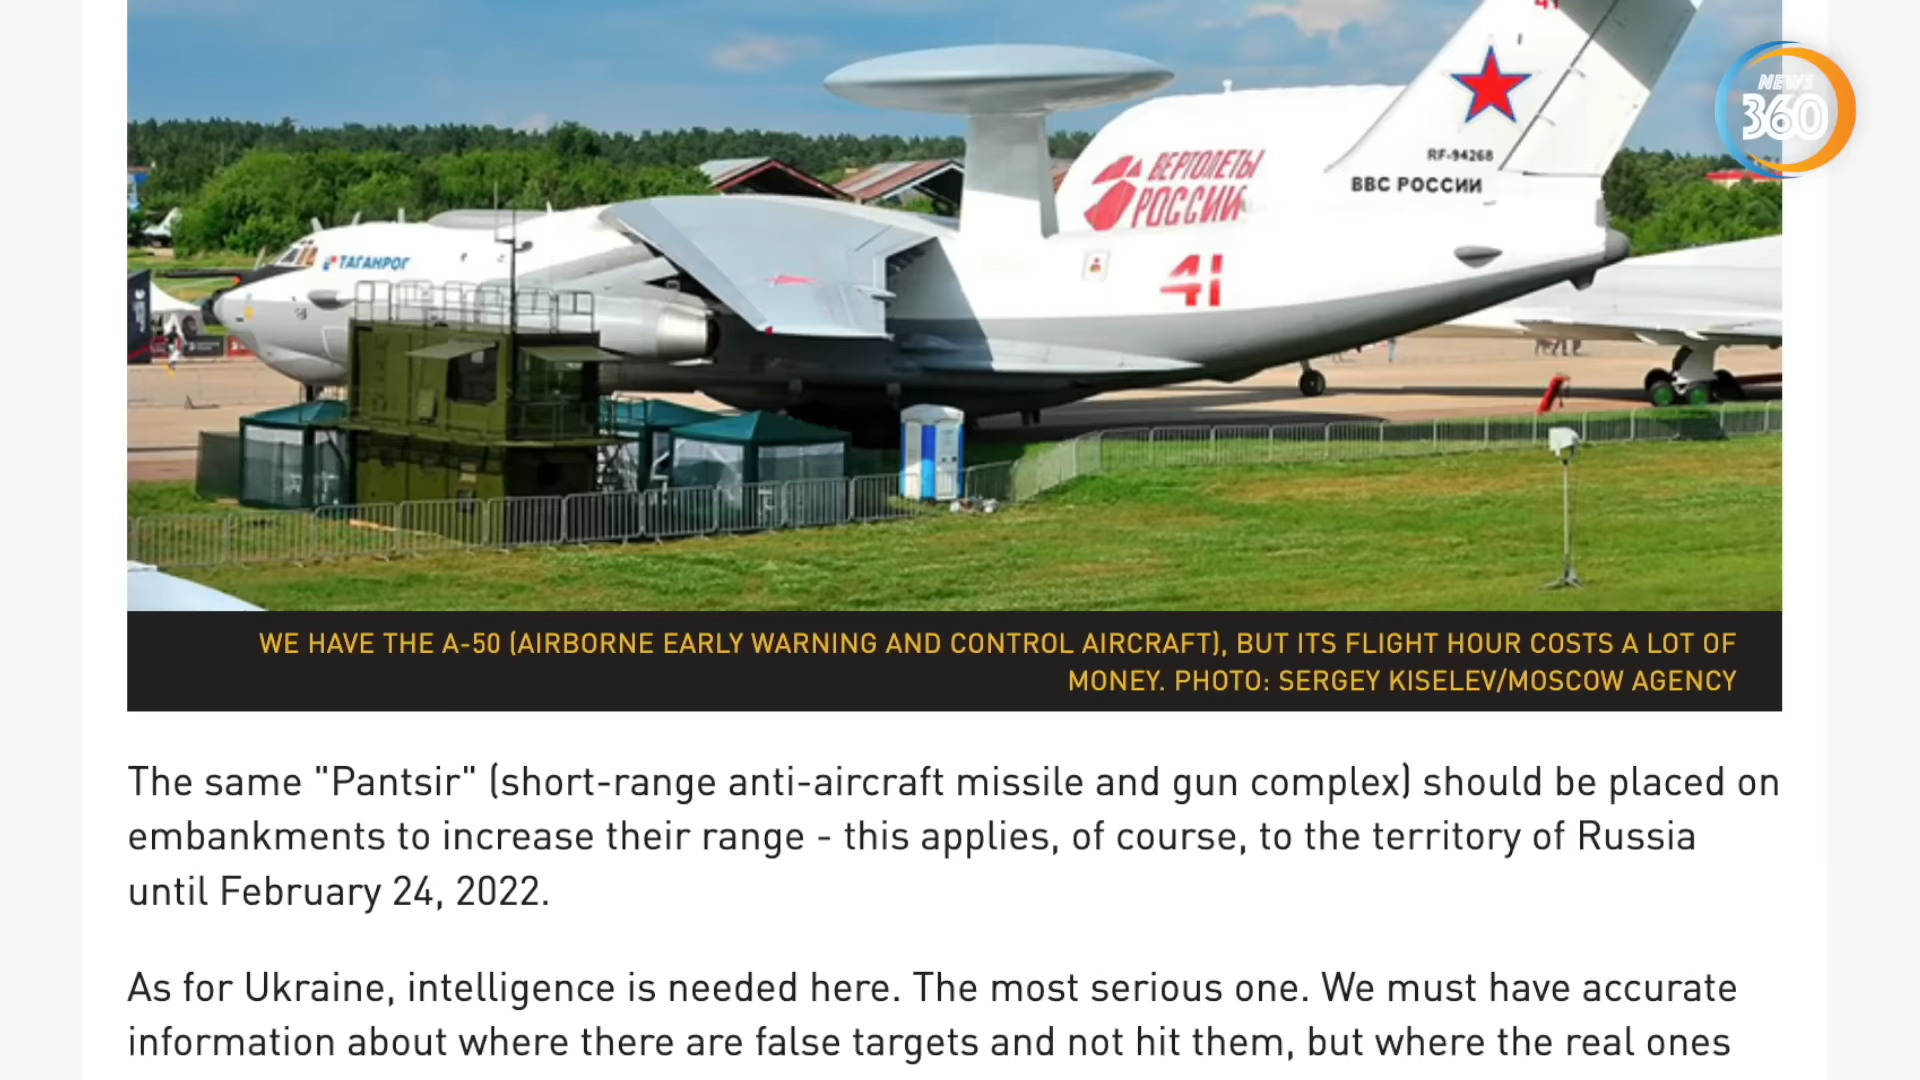 41
NEWS
360
RF-94268
ВВС РОССИИ
ВЕРТОЛЕТЫ
РОССИИ
ТАГАНРОГ
41
WE HAVE THE A-50 (AIRBORNE EARLY WARNING AND CONTROL AIRCRAFT), BUT ITS FLIGHT HOUR COSTS A LOT OF
MONEY. PHOTO: SERGEY KISELEV/MOSCOW AGENCY
The same "Pantsir" (short-range anti-aircraft missile and gun complex) should be placed on
embankments to increase their range - this applies, of course, to the territory of Russia
until February 24, 2022.
As for Ukraine, intelligence is needed here. The most serious one. We must have accurate
information about where there are false targets and not hit them, but where the real ones